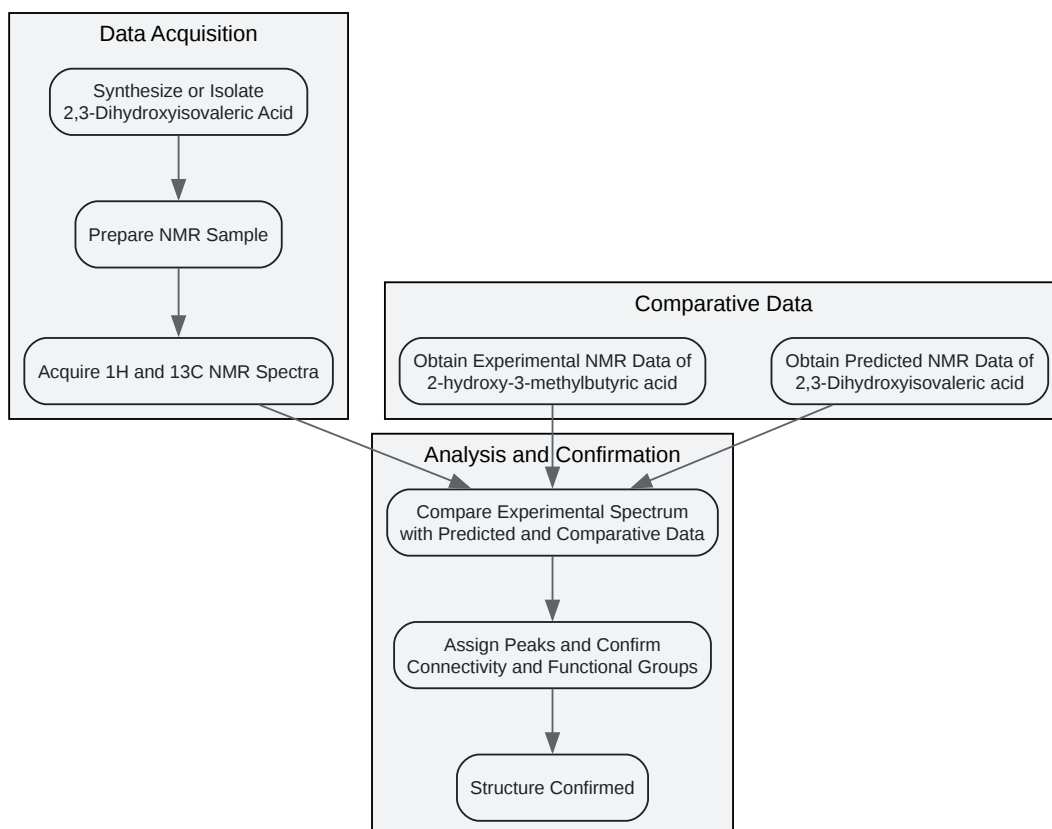 Data Acquisition
Synthesize or Isolate
2,3-Dihydroxyisovaleric Acid
Prepare NMR Sample
Acquire 1H and 13C NMR Spectra
Comparative Data
Obtain Experimental NMR Data of
2-hydroxy-3-methylbutyric acid
Obtain Predicted NMR Data of
2,3-Dihydroxyisovaleric acid
Analysis and Confirmation
Compare Experimental Spectrum
with Predicted and Comparative Data
Assign Peaks and Confirm
Connectivity and Functional Groups
Structure Confirmed